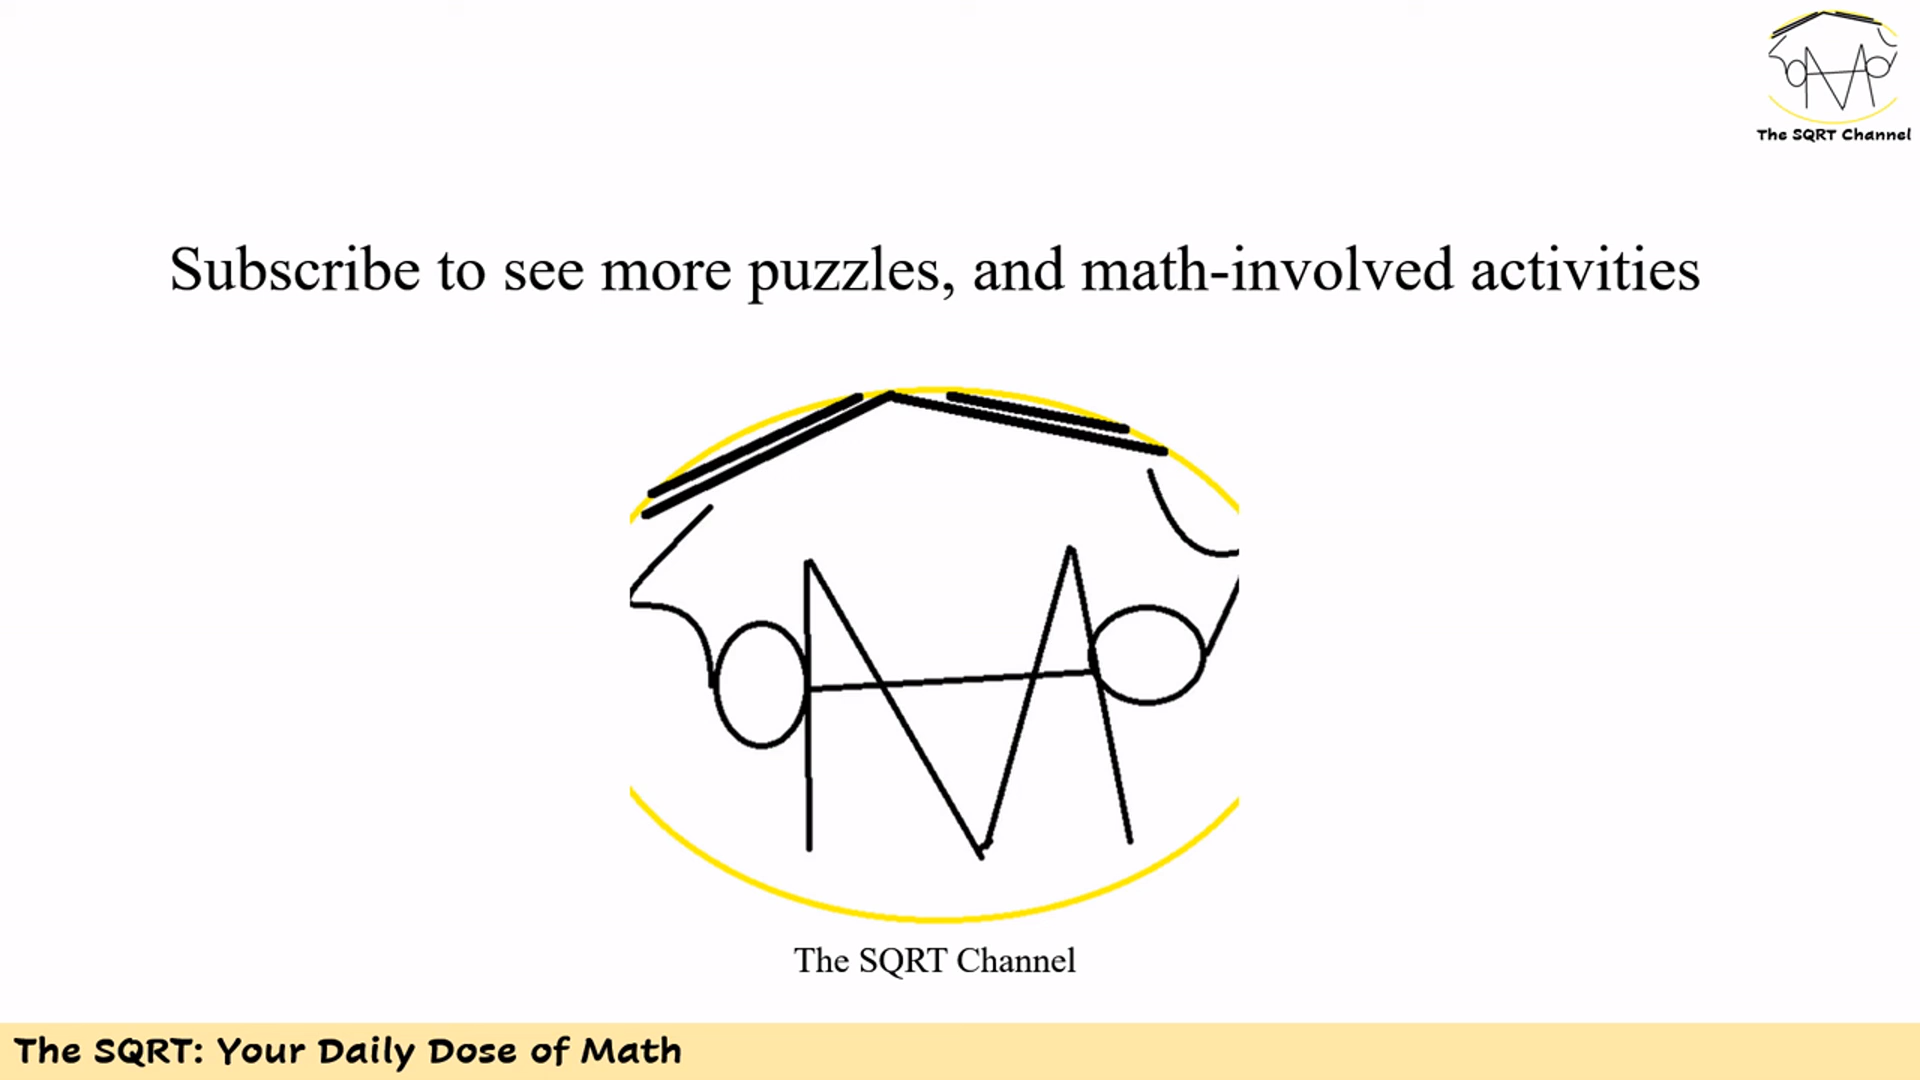 The SQRT Channel
Subscribe to see more puzzles, and math-involved activities
The SQRT Channel
The SQRT: Your Daily Dose of Math